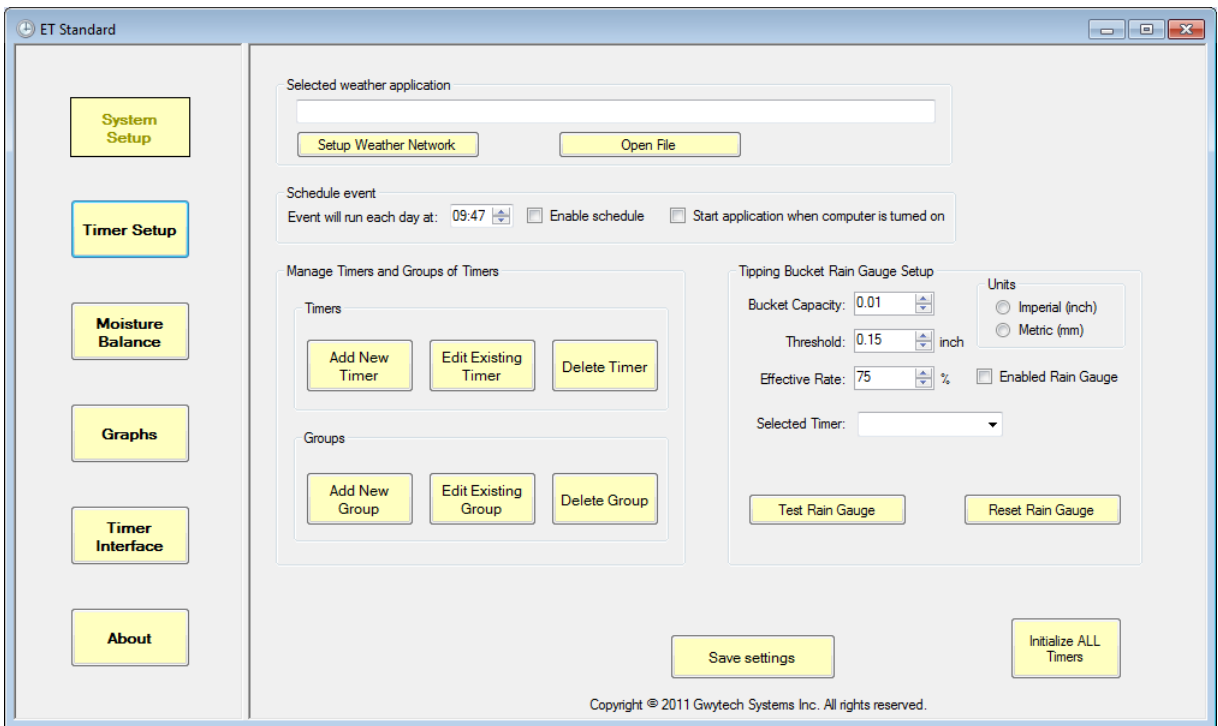 ET Standard
System
Setup
Timer Setup
Moisture
Balance
Graphs
Timer
Interface
About
Selected weather application
Setup Weather Network
Open File
Schedule event
Event will run each day at: 09:47 Enable schedule Start application when computer is turned on
Manage Timers and Groups of Timers
Timers
Add New
Timer
Edit Existing
Timer
Delete Timer
Groups
Add New
Group
Edit Existing
Group
Delete Group
Tipping Bucket Rain Gauge Setup
Bucket Capacity: 0.01
Threshold: 0.15 inch
Effective Rate: 75 %
Units
Imperial (inch)
Metric (mm)
Enabled Rain Gauge
Selected Timer:
Test Rain Gauge
Reset Rain Gauge
Save settings
Initialize ALL
Timers
Copyright © 2011 Gwytech Systems Inc. All rights reserved.